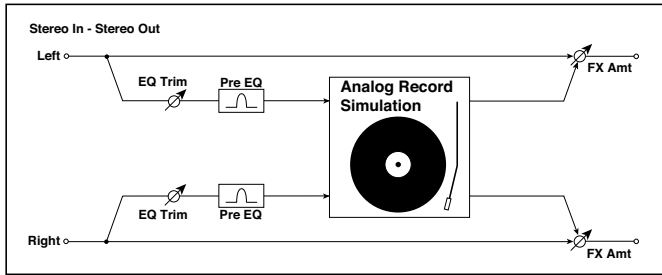 Stereo In - Stereo Out
Left
EQ Trim
Pre EQ
Analog Record
Simulation
FX Amt
EQ Trim
Pre EQ
Right
FX Amt